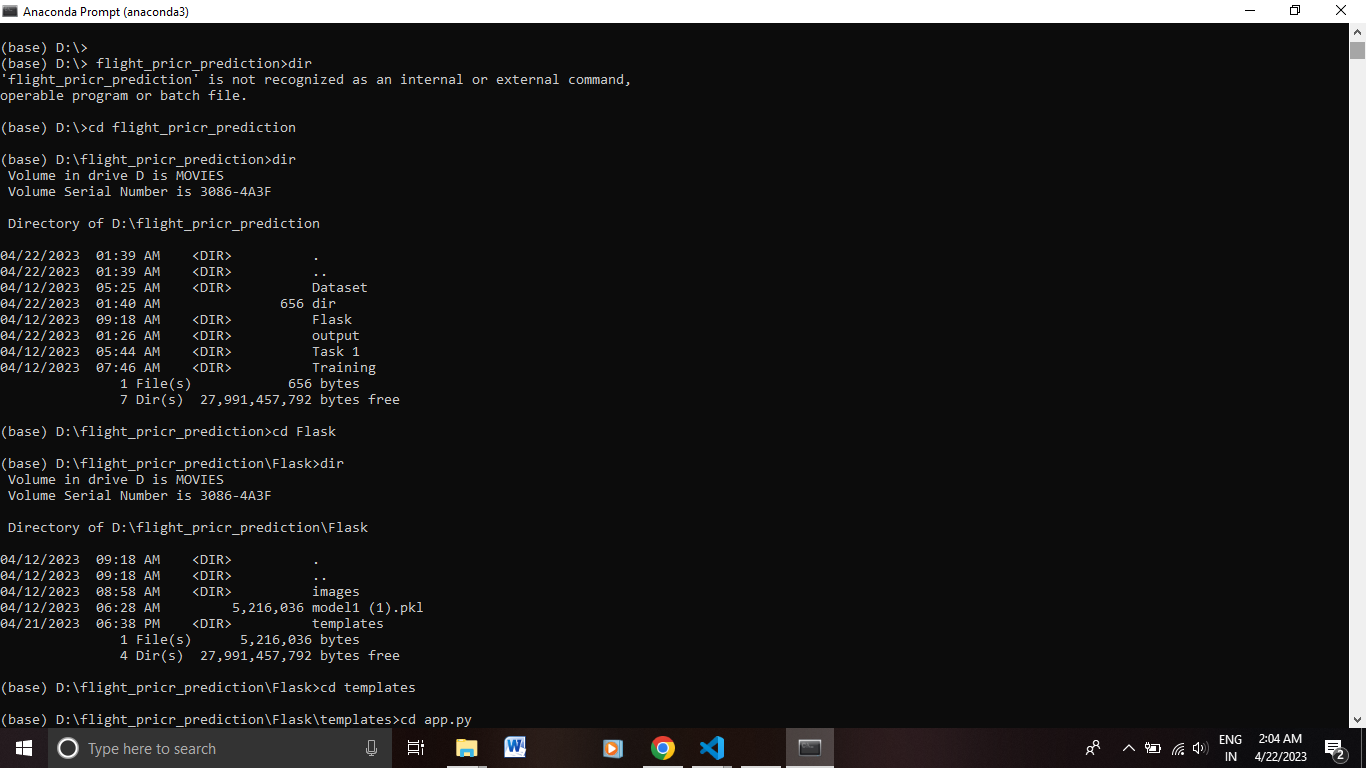 Anaconda Prompt (anaconda3)
(base) D:\>
(base) D:\> flight_pricr_prediction>dir
'flight_pricr_prediction' is not recognized as an internal or external command,
operable program or batch file.
(base) D:\>cd flight_pricr_prediction
(base) D:\flight_pricr_prediction>dir
 Volume in drive D is MOVIES
 Volume Serial Number is 3086-4A3F
 Directory of D:\flight_pricr_prediction
04/22/2023  01:39 AM    <DIR>          .
04/22/2023  01:39 AM    <DIR>          ..
04/12/2023  05:25 AM    <DIR>          Dataset
04/22/2023  01:40 AM               656 dir
04/12/2023  09:18 AM    <DIR>          Flask
04/22/2023  01:26 AM    <DIR>          output
04/12/2023  05:44 AM    <DIR>          Task 1
04/12/2023  07:46 AM    <DIR>          Training
               1 File(s)            656 bytes
               7 Dir(s)  27,991,457,792 bytes free
(base) D:\flight_pricr_prediction>cd Flask
(base) D:\flight_pricr_prediction\Flask>dir
 Volume in drive D is MOVIES
 Volume Serial Number is 3086-4A3F
 Directory of D:\flight_pricr_prediction\Flask
04/12/2023  09:18 AM    <DIR>          .
04/12/2023  09:18 AM    <DIR>          ..
04/12/2023  08:58 AM    <DIR>          images
04/12/2023  06:28 AM         5,216,036 model1 (1).pkl
04/21/2023  06:38 PM    <DIR>          templates
               1 File(s)      5,216,036 bytes
               4 Dir(s)  27,991,457,792 bytes free
(base) D:\flight_pricr_prediction\Flask>cd templates
(base) D:\flight_pricr_prediction\Flask\templates>cd app.py
Type here to search
ENG
IN
2:04 AM
4/22/2023
2